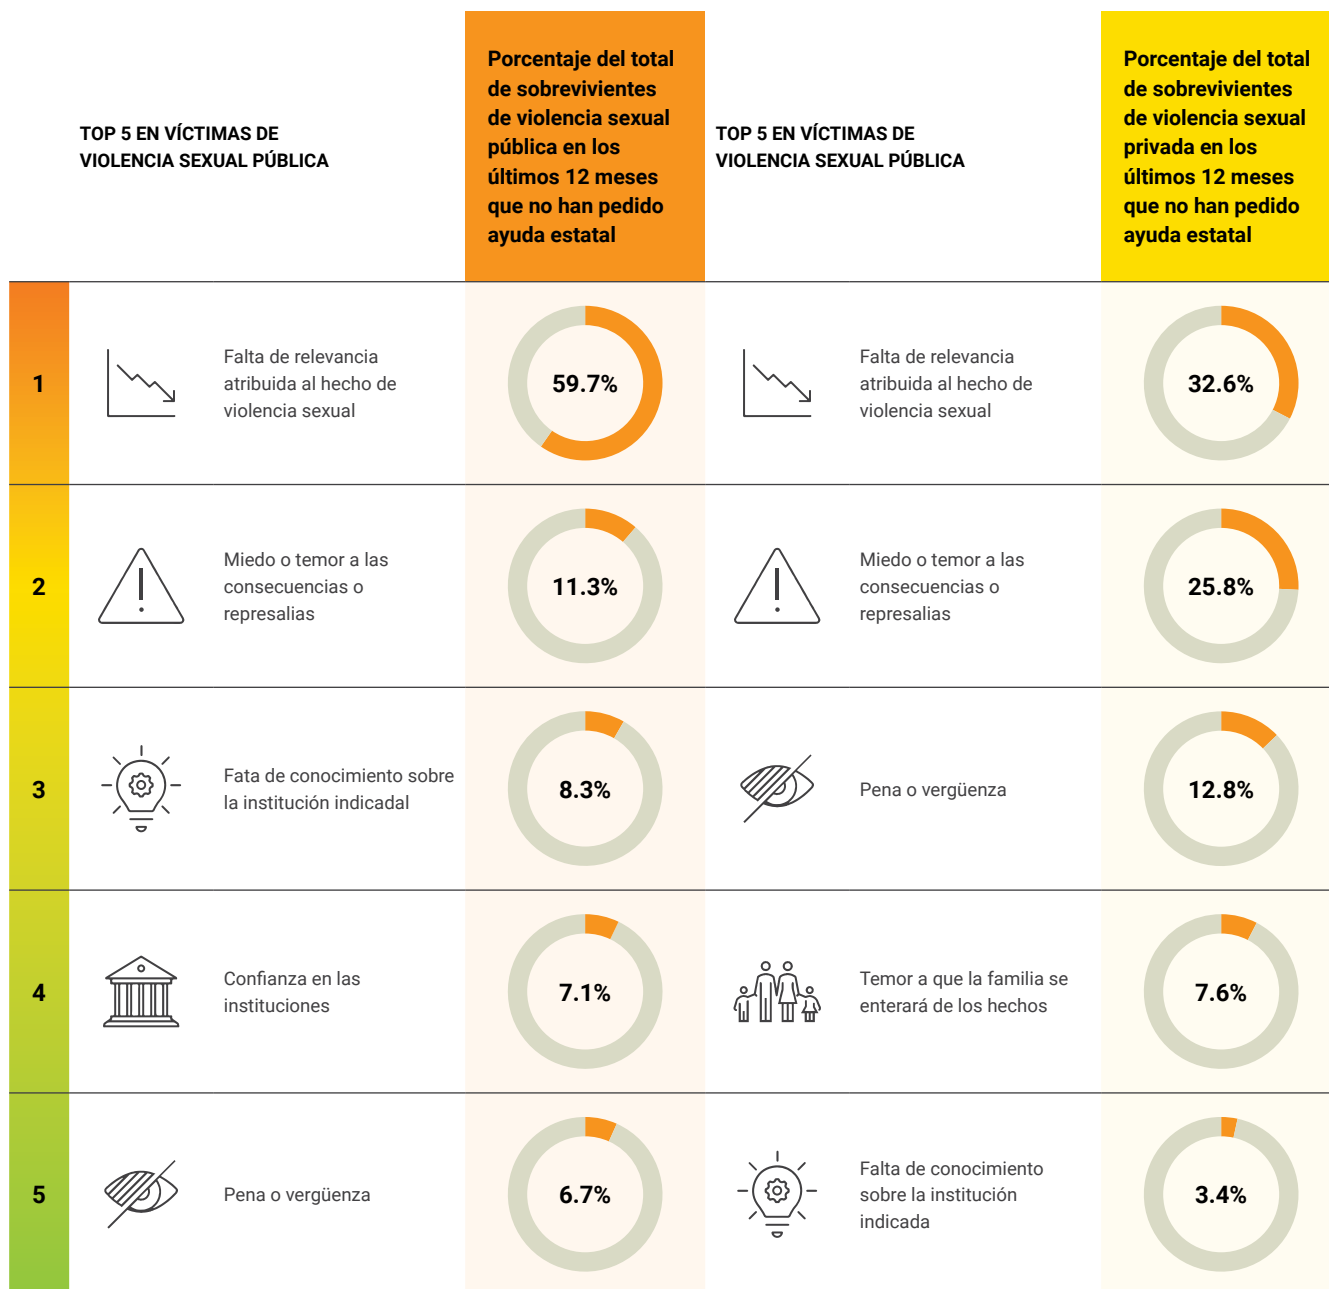 TOP 5 EN VÍCTIMAS DE
VIOLENCIA SEXUAL PÚBLICA
Porcentaje del total
de sobrevivientes
de violencia sexual
pública en los
últimos 12 meses
que no han pedido
ayuda estatal
TOP 5 EN VÍCTIMAS DE
VIOLENCIA SEXUAL PÚBLICA
Porcentaje del total
de sobrevivientes
de violencia sexual
privada en los
últimos 12 meses
que no han pedido
ayuda estatal
1
Falta de relevancia
atribuida al hecho de
violencia sexual
59.7%
Falta de relevancia
atribuida al hecho de
violencia sexual
32.6%
2
Miedo o temor a las
consecuencias o
represalias
11.3%
Miedo o temor a las
consecuencias o
represalias
25.8%
3
Fata de conocimiento sobre
la institución indicadal
8.3%
Pena o vergüenza
12.8%
4
Confianza en las
instituciones
7.1%
Temor a que la familia se
enterará de los hechos
7.6%
5
Pena o vergüenza
6.7%
Falta de conocimiento
sobre la institución
indicada
3.4%